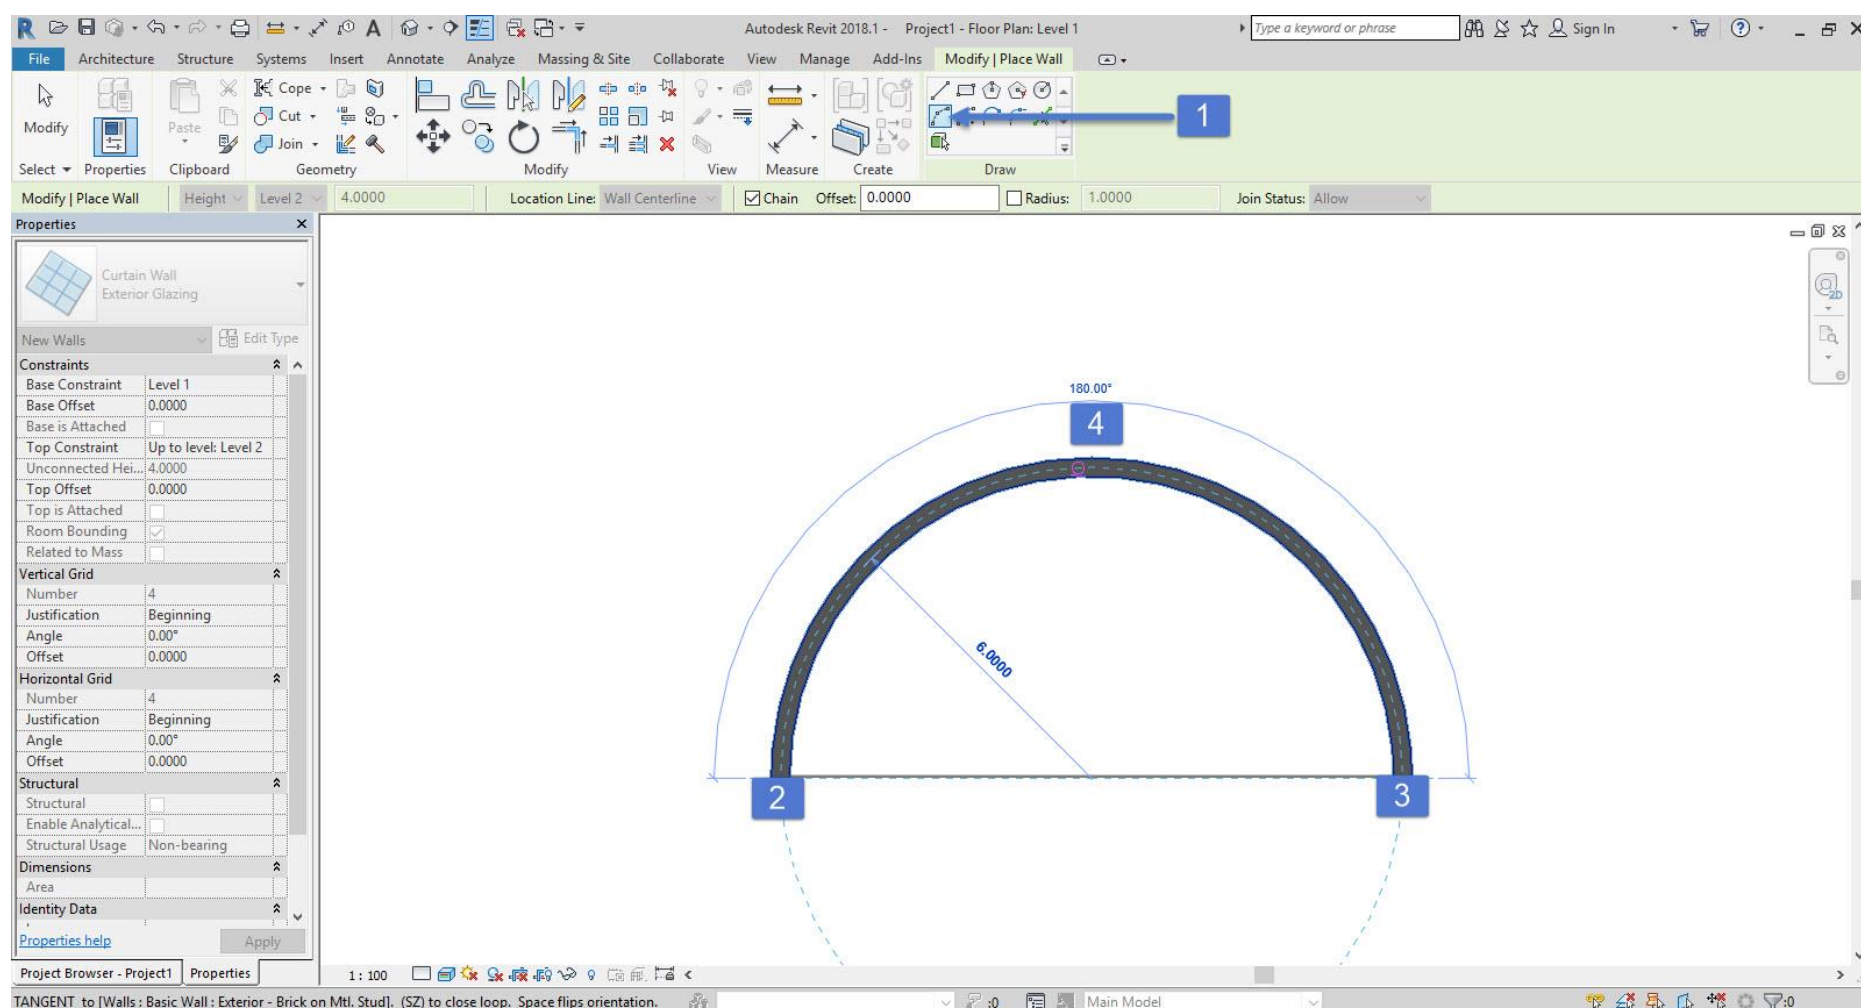 Autodesk Revit 2018.1 - Project1 - Floor Plan: Level 1
Type a keyword or phrase
Sign In
File Architecture Structure Systems Insert Annotate Analyze Massing & Site Collaborate View Manage Add-Ins Modify | Place Wall
Cope
Modify Paste Cut 1
Join
Select Properties Clipboard Geometry Modify View Measure Create Draw
Modify | Place Wall Height Level 2 4.0000 Location Line: Wall Centerline Chain Offset: 0.0000 Radius: 1.0000 Join Status: Allow
Properties
Curtain Wall
Exterior Glazing
New Walls Edit Type
Constraints
Base Constraint Level 1
Base Offset 0.0000
Base is Attached
Top Constraint Up to level: Level 2
Unconnected Hei... 4.0000
Top Offset 0.0000
Top is Attached
Room Bounding
Related to Mass
Vertical Grid
Number 4
Justification Beginning
Angle 0.00°
Offset 0.0000
Horizontal Grid
Number 4
Justification Beginning
Angle 0.00°
Offset 0.0000
Structural
Structural
Enable Analytical...
Structural Usage Non-bearing
Dimensions
Area
Identity Data
Properties help Apply
Project Browser - Project1 Properties
2D
180.00°
4
6.0000
2
3
1 : 100
TANGENT to [Walls : Basic Wall : Exterior - Brick on Mtl. Stud]. (SZ) to close loop. Space flips orientation.
:0 Main Model :0